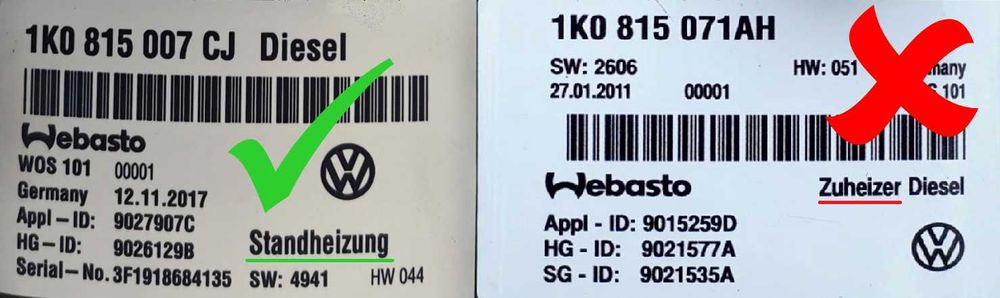 1K0 815 007 CJ Diesel
Webasto
WOS 101 00001
Germany 12.11.2017
Appl – ID: 9027907C
HG – ID: 9026129B
Serial – No. 3F1918684135
Standheizung
SW: 4941 HW 044
1K0 815 071AH
SW: 2606 HW: 051
27.01.2011 00001 101
Webasto Zuheizer Diesel
Appl - ID: 9015259D
HG - ID: 9021577A
SG - ID: 9021535A